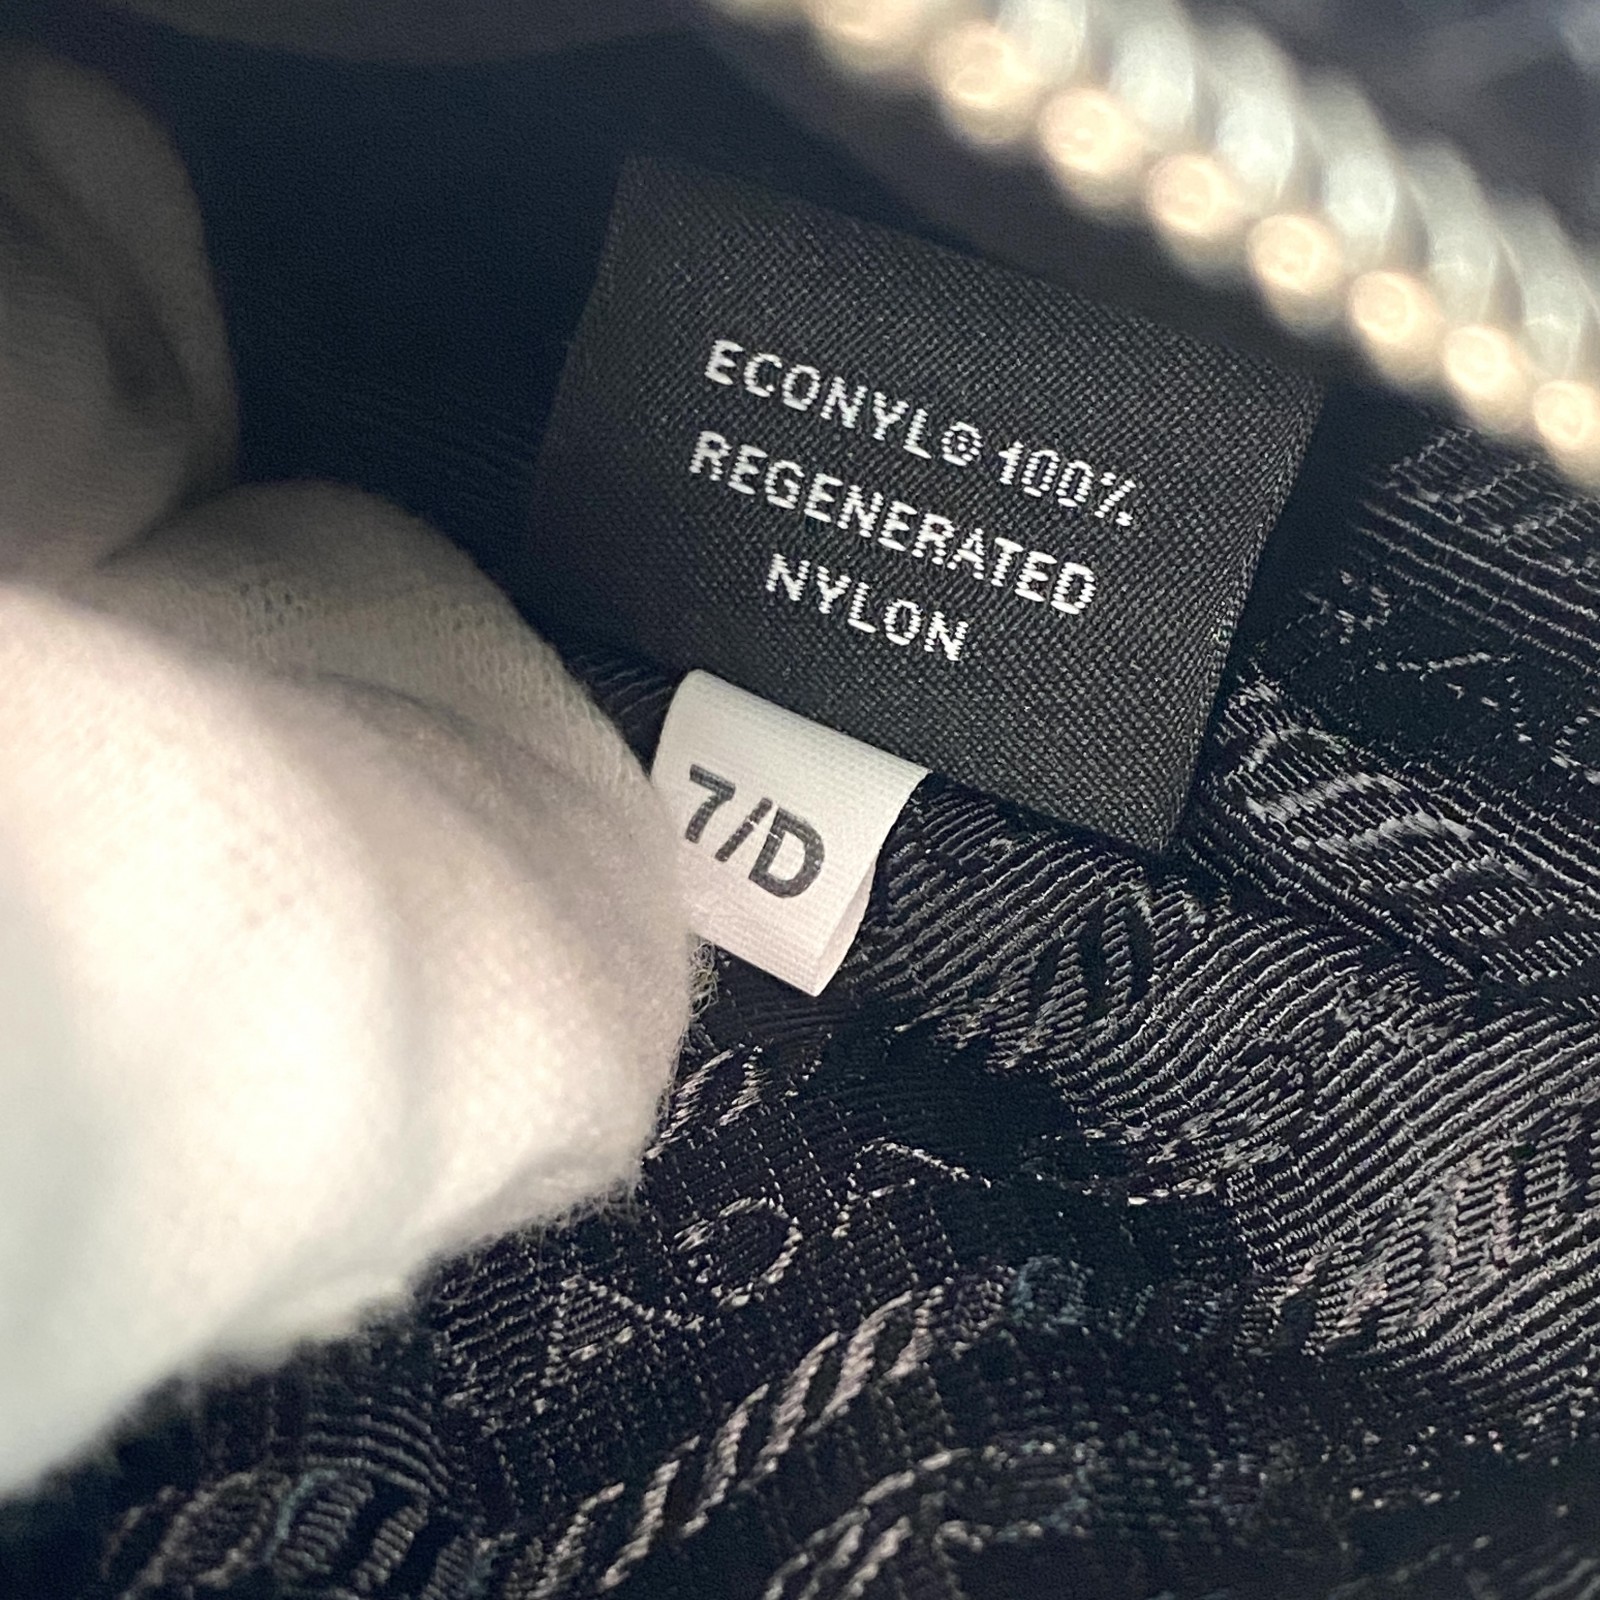 ECONYL® 100%
REGENERATED
NYLON
7/D